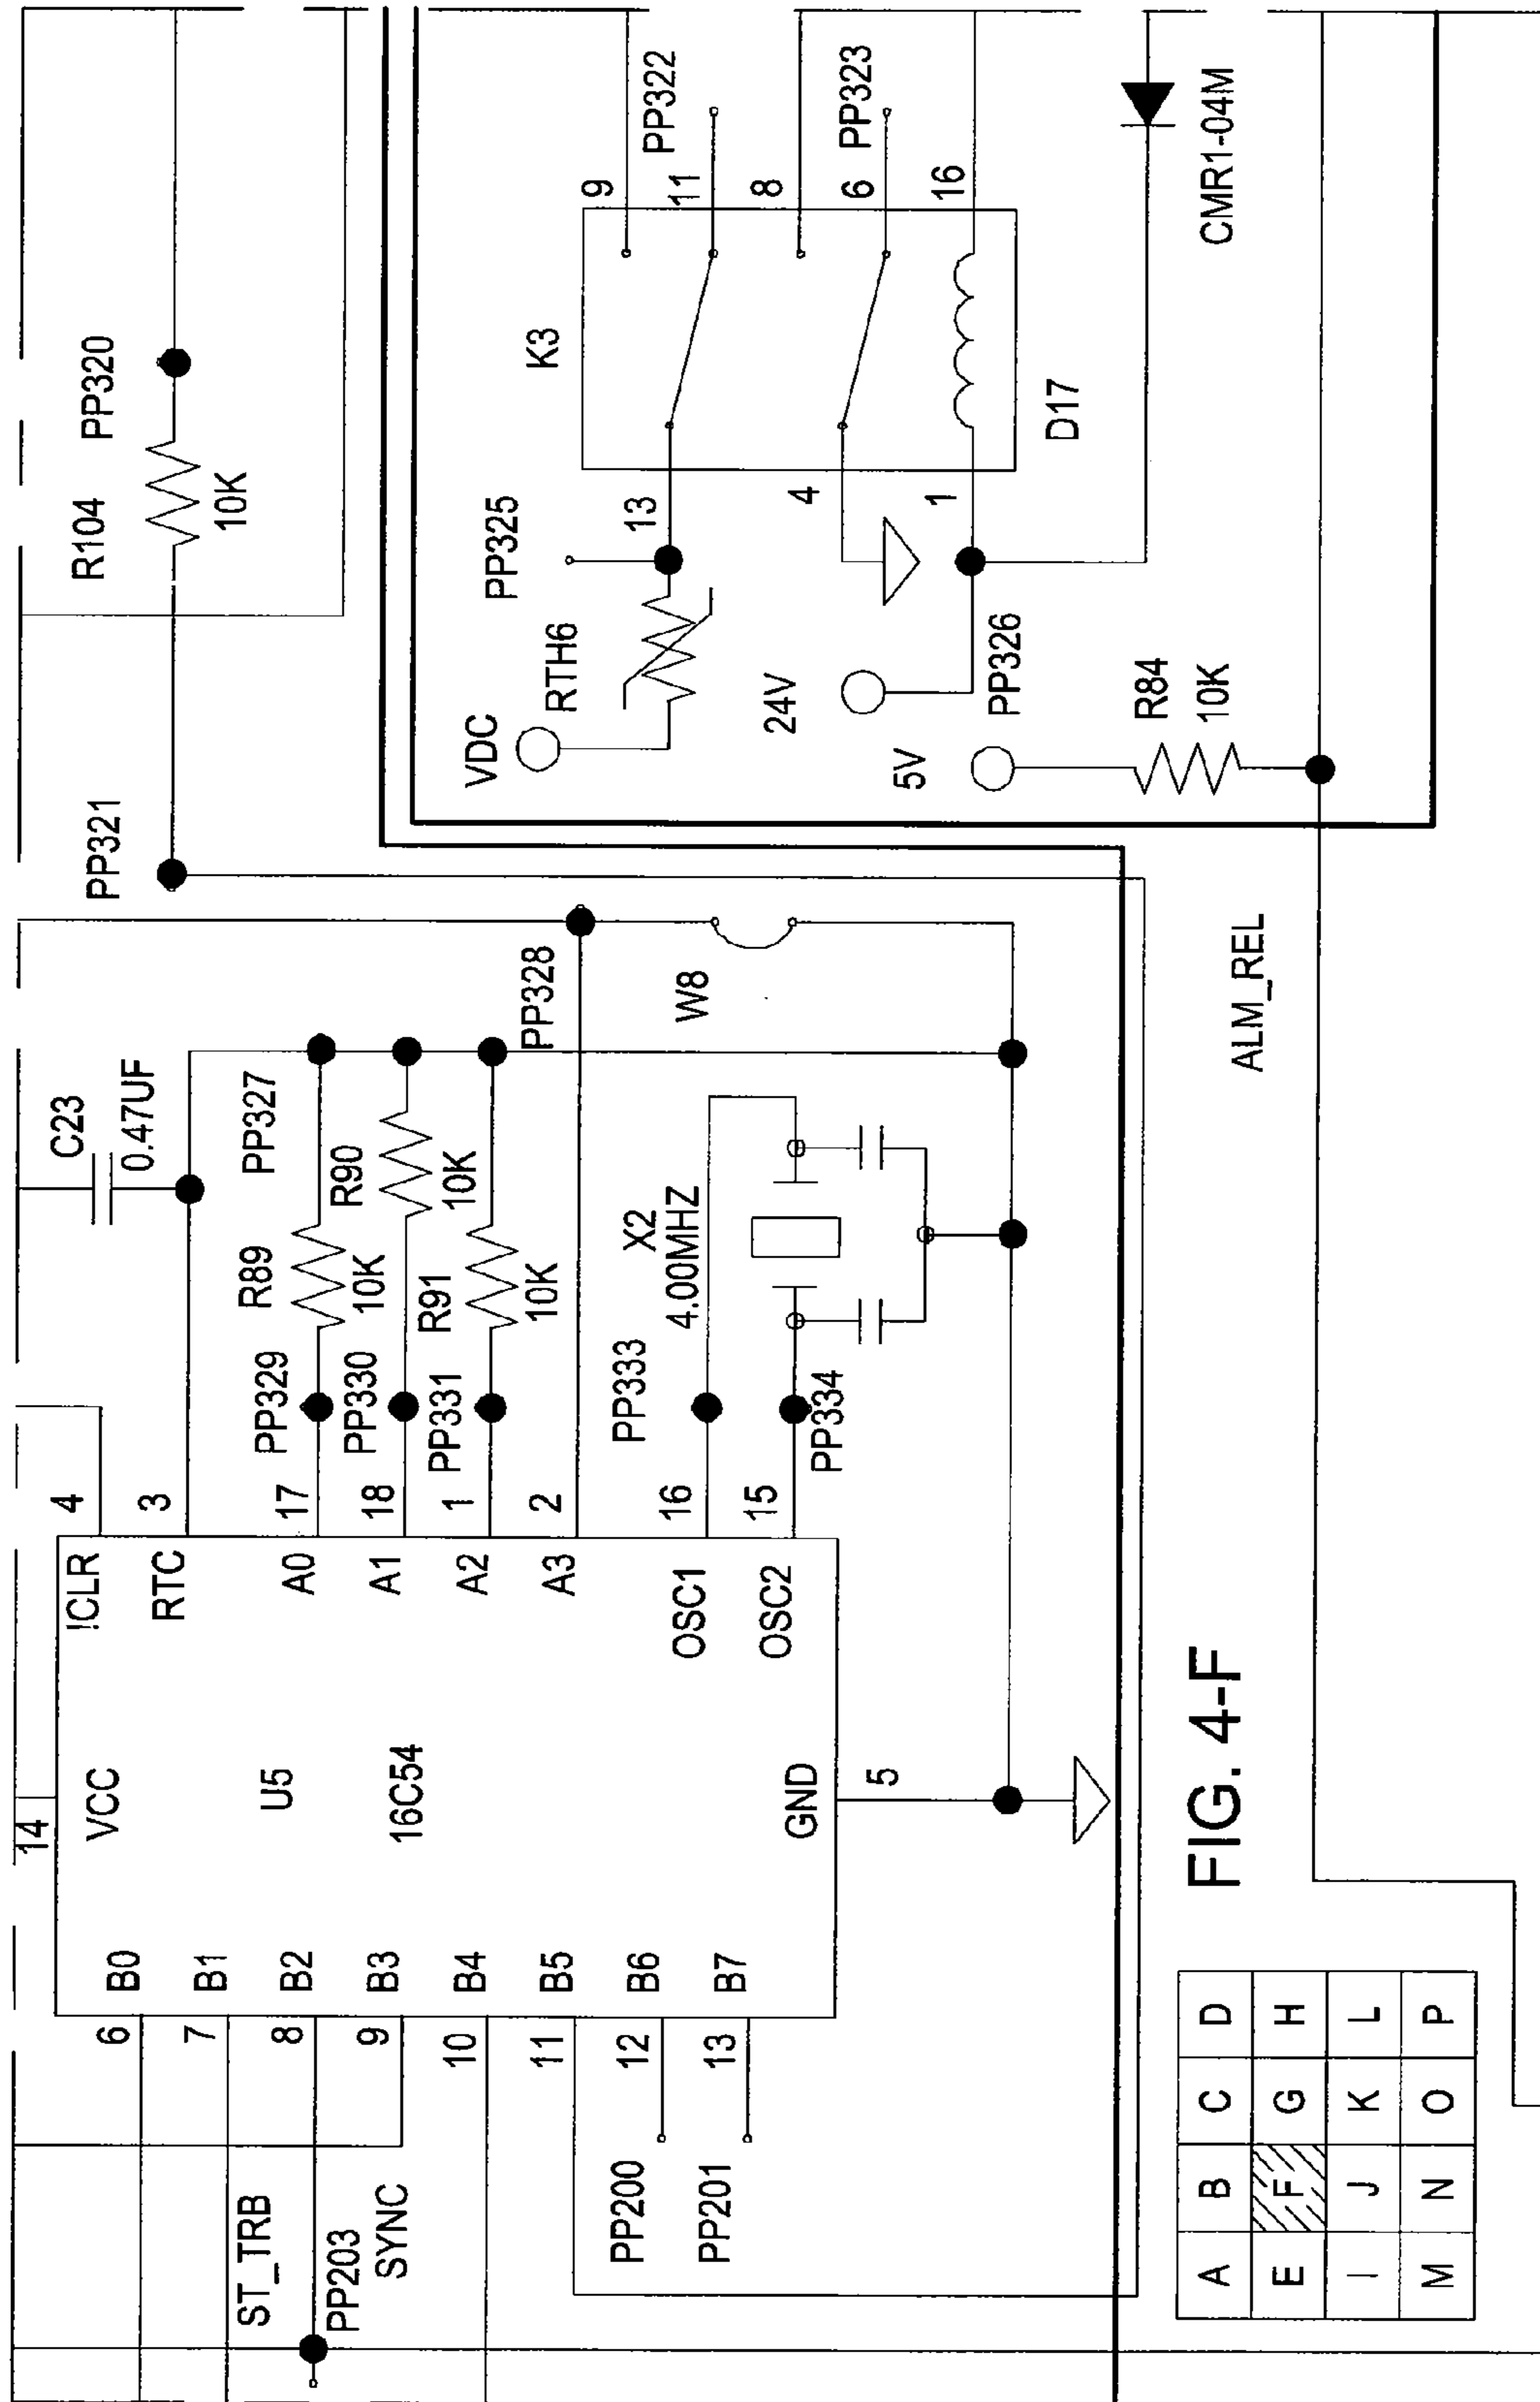 R104
PP320
10K
PP321
C23
0.47UF
PP322
PP323
9
11
8
6
16
K3
D17
CMR1-04M
PP325
13
4
1
VDC
RTH6
24V
PP326
5V
R84
10K
ALM_REL
PP328
W8
PP327
R89
10K
R90
10K
R91
10K
X2
4.00MHZ
PP329
PP330
PP331
PP333
PP334
4
3
17
18
1
2
16
15
!CLR
RTC
A0
A1
A2
A3
OSC1
OSC2
14
VCC
U5
16C54
GND
5
B0
B1
B2
B3
B4
B5
B6
B7
6
7
8
9
10
11
12
13
ST_TRB
PP203
SYNC
PP200
PP201
FIG. 4-F
A B C D
E F G H
I J K L
M N O P